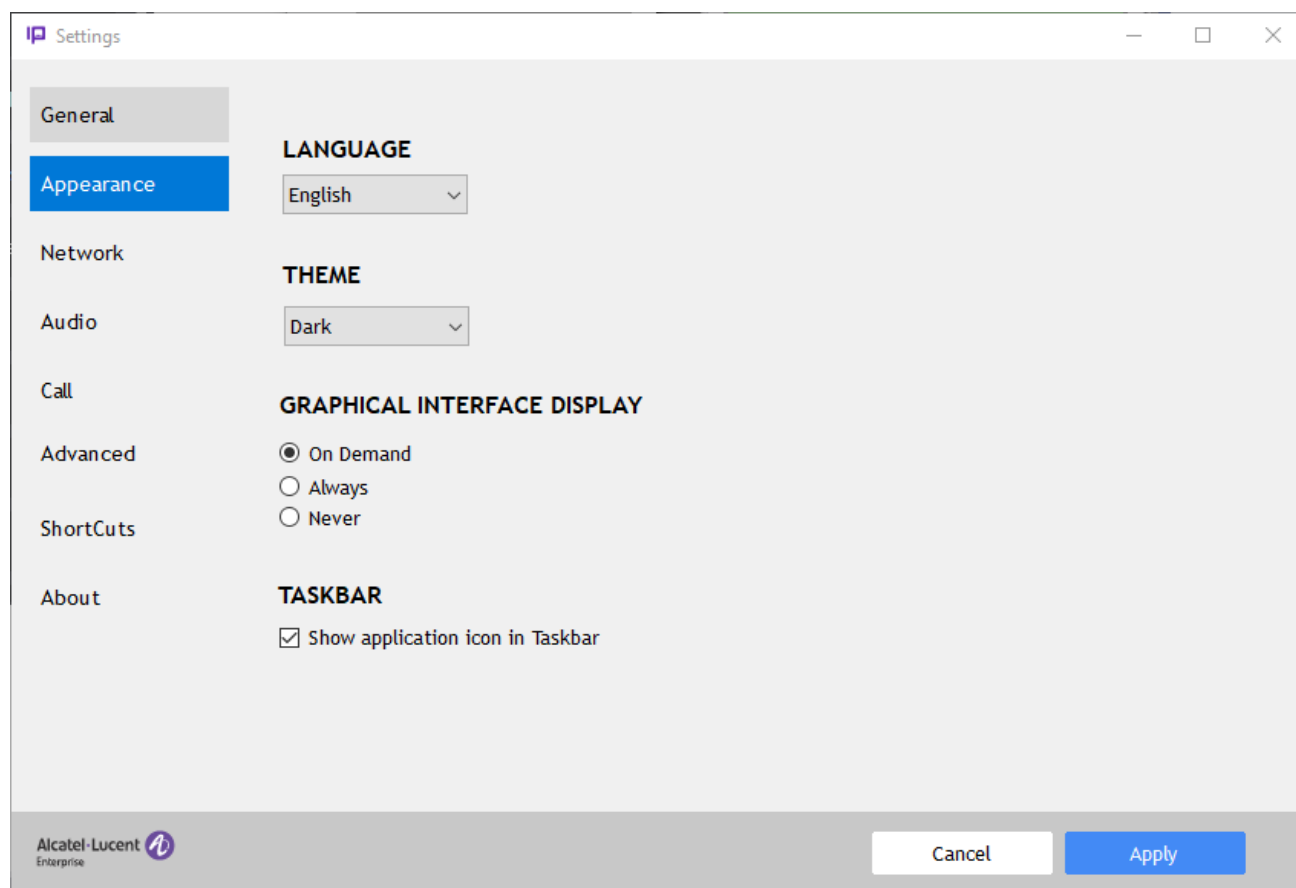 Settings
General
Appearance
Network
Audio
Call
Advanced
ShortCuts
About
LANGUAGE
English
THEME
Dark
GRAPHICAL INTERFACE DISPLAY
On Demand
Always
Never
TASKBAR
Show application icon in Taskbar
Alcatel·Lucent
Enterprise
Cancel
Apply